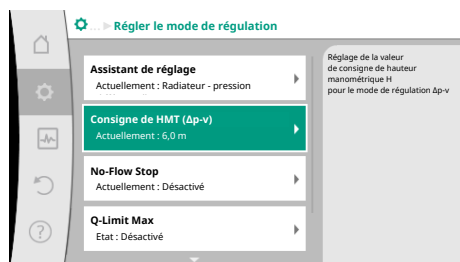 ... Régler le mode de régulation
Assistant de réglage
Actuellement : Radiateur - pression
Consigne de HMT (Δp-v)
Actuellement : 6,0 m
No-Flow Stop
Actuellement : Désactivé
Q-Limit Max
Etat : Désactivé
Réglage de la valeur
de consigne de hauteur
manométrique H
pour le mode de régulation Δp-v
?